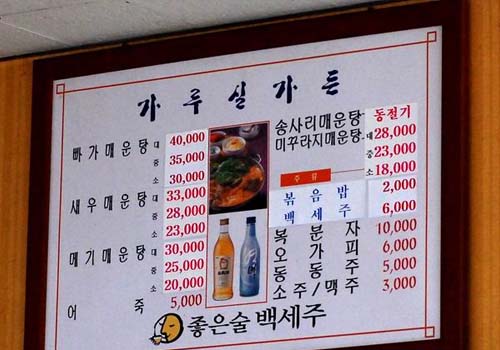 가루실가든
빠가매운탕 대 40,000
중 35,000
소 30,000
새우매운탕 대 33,000
중 28,000
소 23,000
메기매운탕 대 30,000
중 25,000
소 20,000
어죽 5,000
송사리매운탕 동절기
미꾸라지매운탕 대 28,000
중 23,000
소 18,000
주류
볶음밥 2,000
백세주 6,000
복분자 10,000
오가피 6,000
동동주 5,000
소주/맥주 3,000
좋은술 백세주